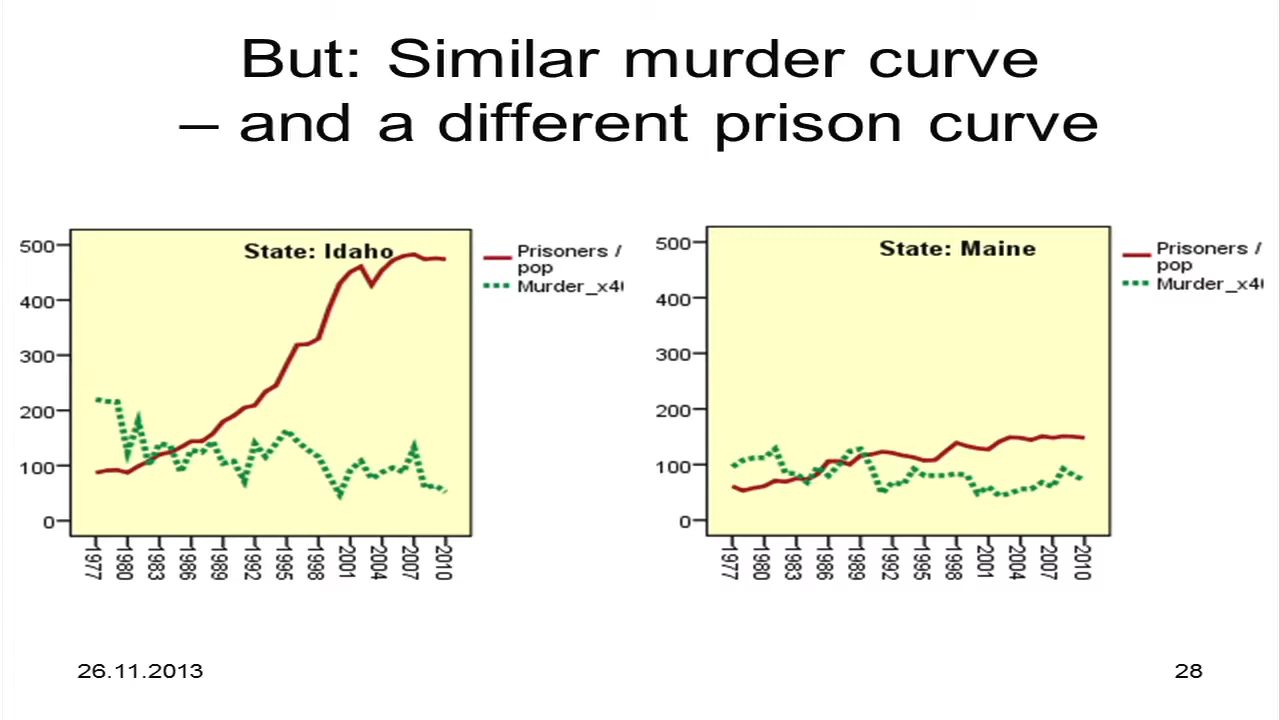 But: Similar murder curve
– and a different prison curve
State: Idaho
500
400
300
200
100
0
1977 1980 1983 1986 1989 1992 1995 1998 2001 2004 2007 2010
Prisoners /
pop
Murder_x4
State: Maine
500
400
300
200
100
0
1977 1980 1983 1986 1989 1992 1995 1998 2001 2004 2007 2010
Prisoners /
pop
Murder_x4
26.11.2013
28